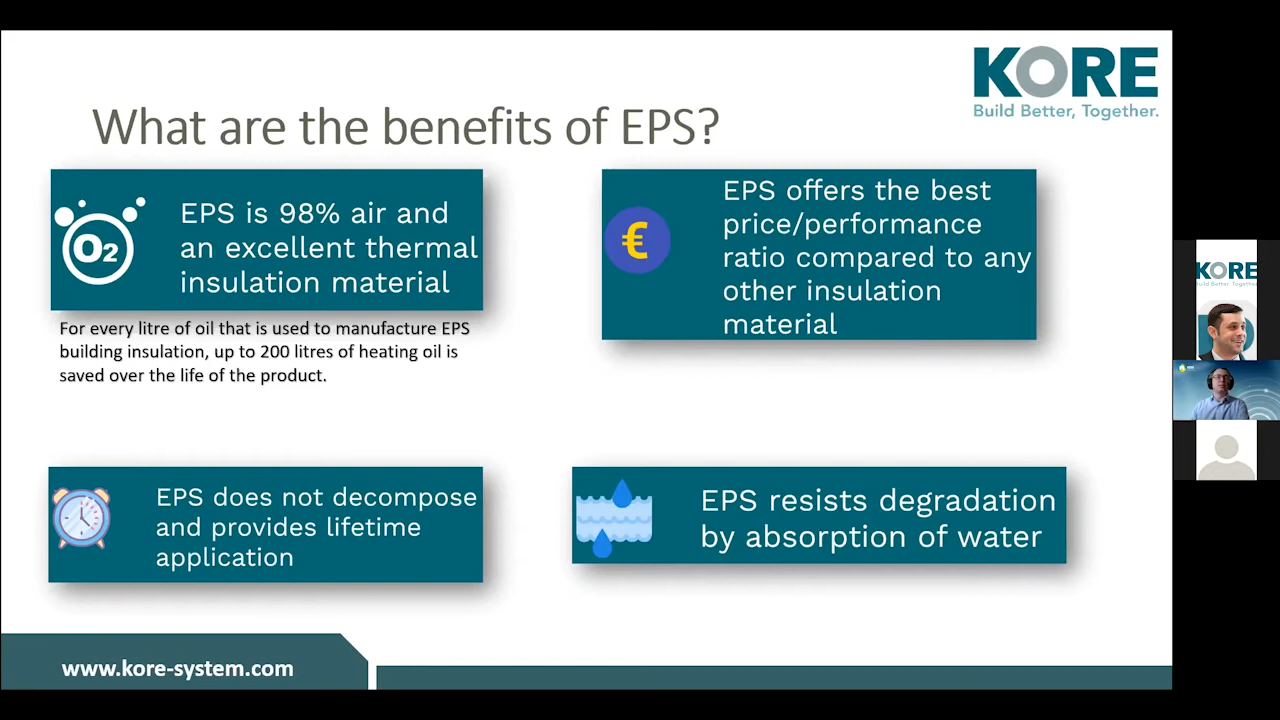 KORE
Build Better, Together.
What are the benefits of EPS?
O2
EPS is 98% air and
an excellent thermal
insulation material
For every litre of oil that is used to manufacture EPS
building insulation, up to 200 litres of heating oil is
saved over the life of the product.
€
EPS offers the best
price/performance
ratio compared to any
other insulation
material
EPS does not decompose
and provides lifetime
application
EPS resists degradation
by absorption of water
www.kore-system.com
KORE
Build Better, Together